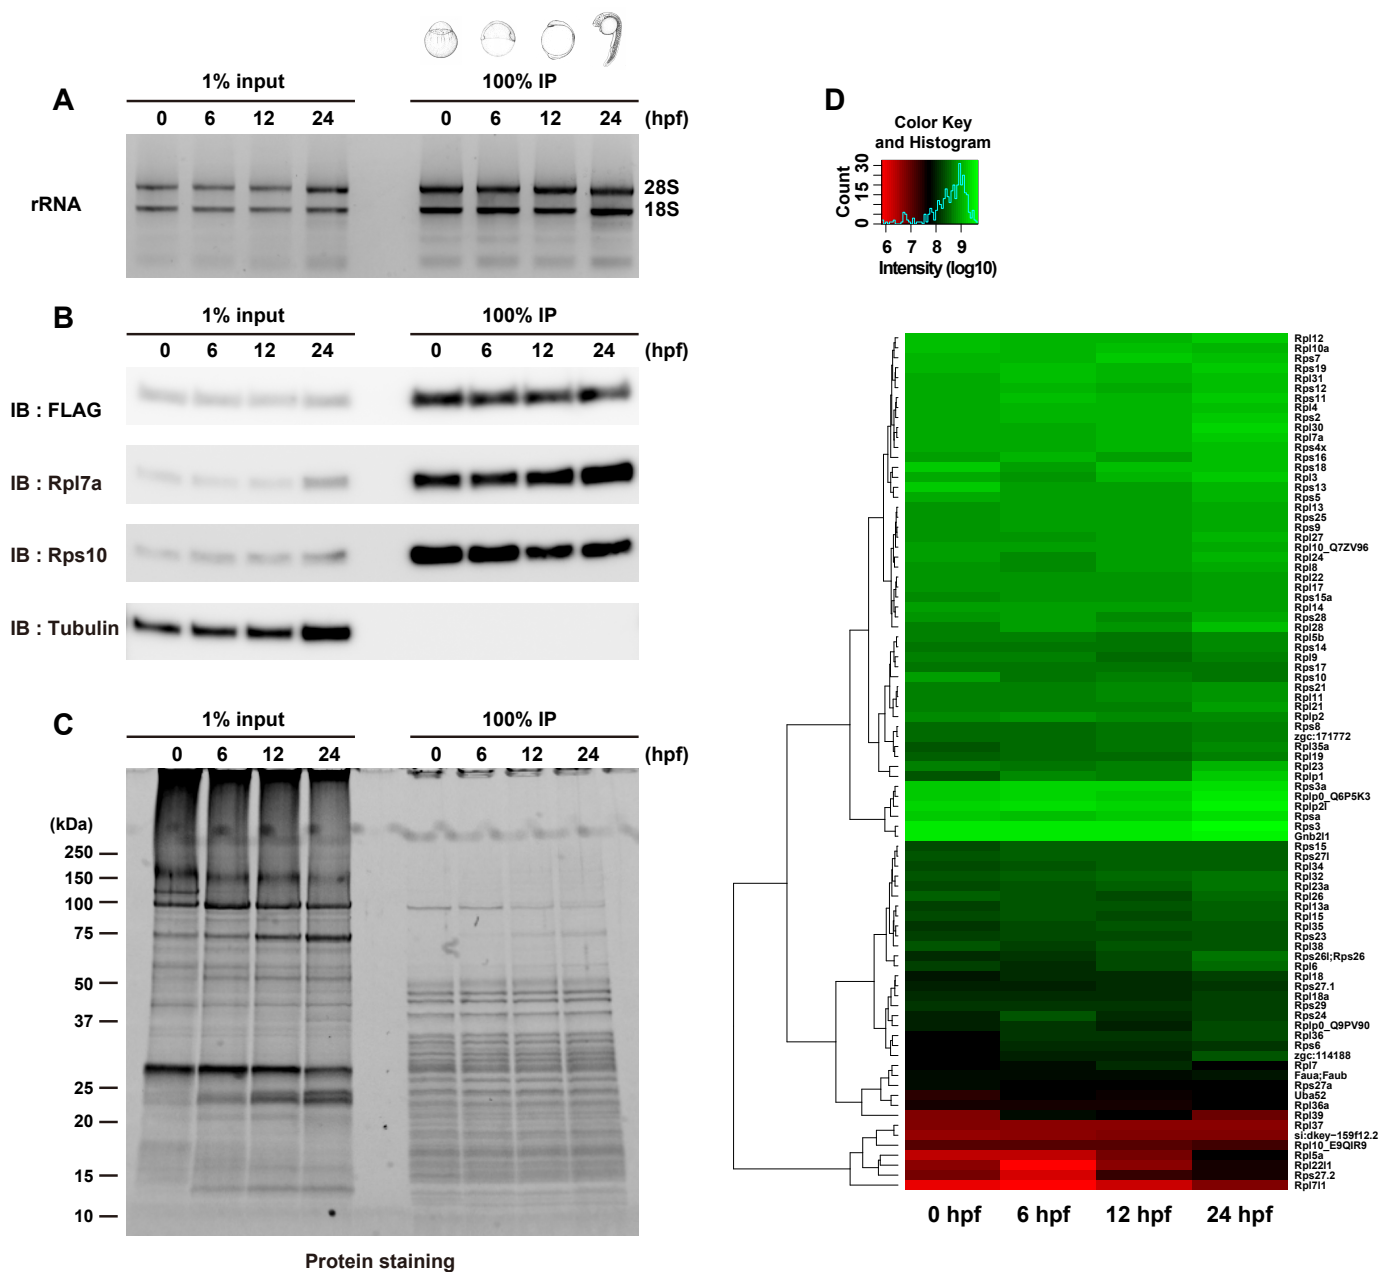 A
1% input 100% IP
0 6 12 24 0 6 12 24 (hpf)
rRNA
28S
18S
B
1% input 100% IP
0 6 12 24 0 6 12 24 (hpf)
IB : FLAG
IB : Rpl7a
IB : Rps10
IB : Tubulin
C
1% input 100% IP
0 6 12 24 0 6 12 24 (hpf)
(kDa)
250
150
100
75
50
37
25
20
15
10
Protein staining
D
Color Key
and Histogram
Count
0 15 30
6 7 8 9
Intensity (log10)
Rpl12
Rpl10a
Rps7
Rps19
Rpl31
Rps12
Rps11
Rpl4
Rps2
Rpl30
Rpl7a
Rps4x
Rps16
Rps18
Rpl3
Rps13
Rps5
Rpl13
Rps25
Rps9
Rpl27
Rpl10_Q7ZV96
Rpl24
Rpl8
Rpl22
Rpl17
Rps15a
Rpl14
Rps28
Rpl28
Rpl5b
Rps14
Rpl9
Rps17
Rps10
Rps21
Rpl11
Rpl21
Rplp2
Rps8
zgc:171772
Rpl35a
Rpl19
Rpl23
Rplp1
Rps3a
Rplp0_Q6P5K3
Rplp2l
Rpsa
Rps3
Gnb2l1
Rps15
Rps27l
Rpl34
Rpl32
Rpl23a
Rpl26
Rpl13a
Rpl15
Rpl35
Rps23
Rpl38
Rps26l;Rps26
Rpl6
Rpl18
Rps27.1
Rpl18a
Rps29
Rps24
Rplp0_Q9PV90
Rpl36
Rps6
zgc:114188
Rpl7
Faua;Faub
Rps27a
Uba52
Rpl36a
Rpl39
Rpl37
si:dkey−159f12.2
Rpl10_E9QIR9
Rpl5a
Rpl22l1
Rps27.2
Rpl7l1
0 hpf 6 hpf 12 hpf 24 hpf